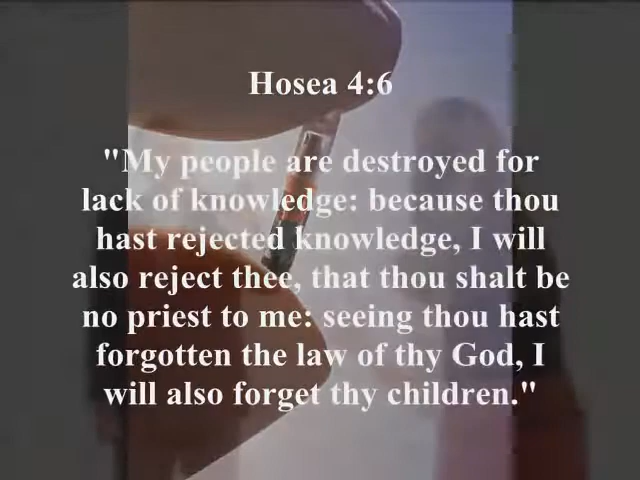 Hosea 4:6
"My people are destroyed for
lack of knowledge: because thou
hast rejected knowledge, I will
also reject thee, that thou shalt be
no priest to me: seeing thou hast
forgotten the law of thy God, I
will also forget thy children."